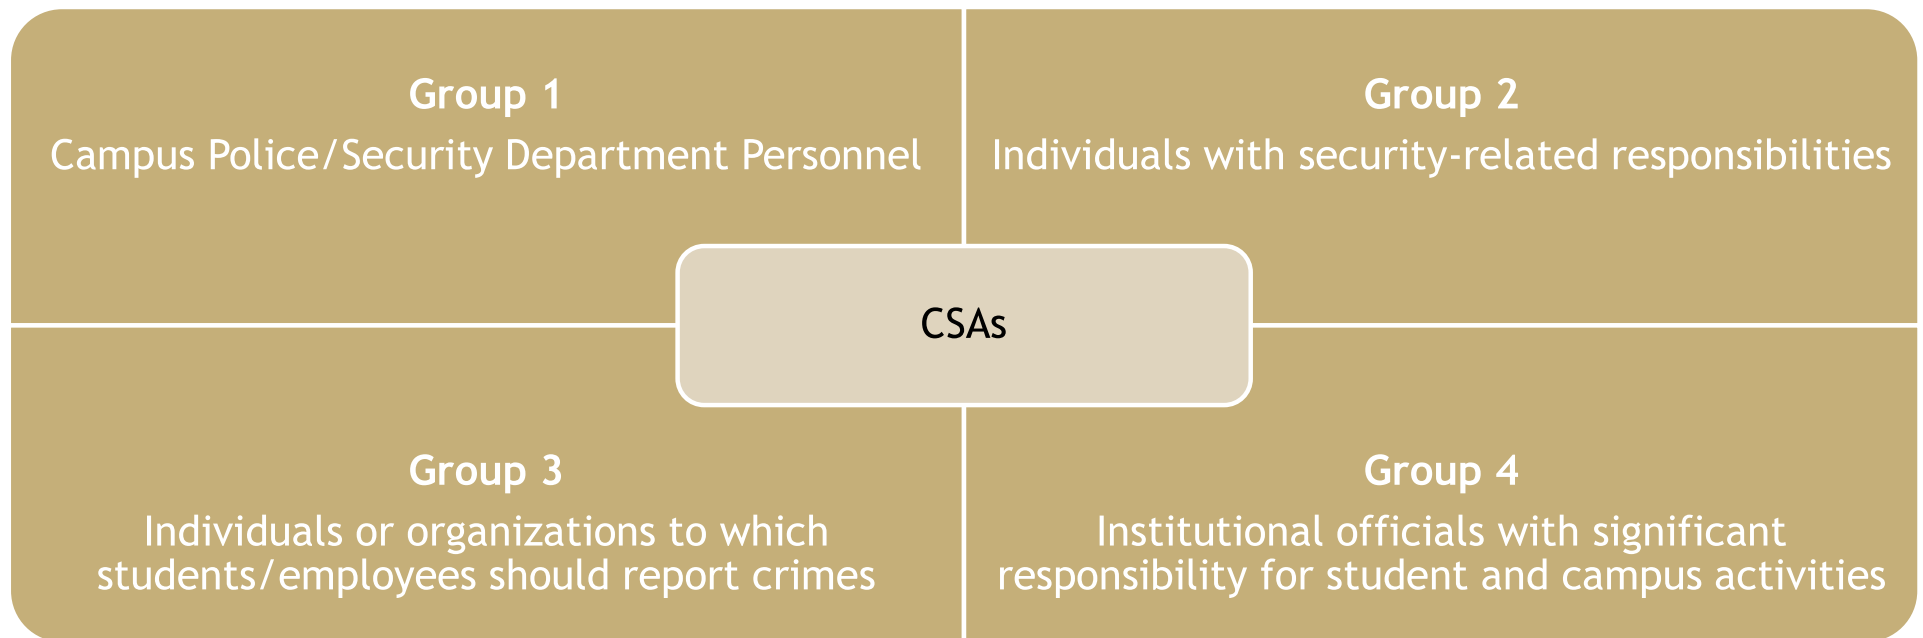 Group 1
Campus Police/Security Department Personnel
Group 2
Individuals with security-related responsibilities
CSAs
Group 3
Individuals or organizations to which
students/employees should report crimes
Group 4
Institutional officials with significant
responsibility for student and campus activities